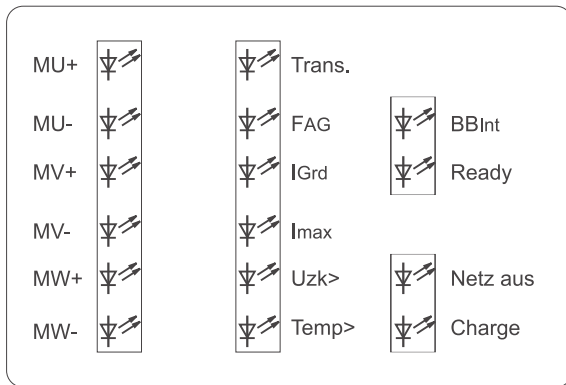 MU+ Trans.
MU- FAG BBInt
MV+ IGrd Ready
MV- Imax
MW+ Uzk> Netz aus
MW- Temp> Charge